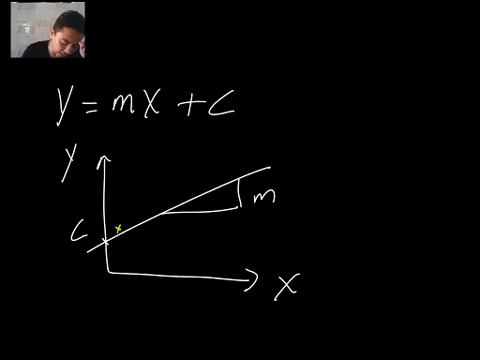 y = mx + c
y
m
c
x